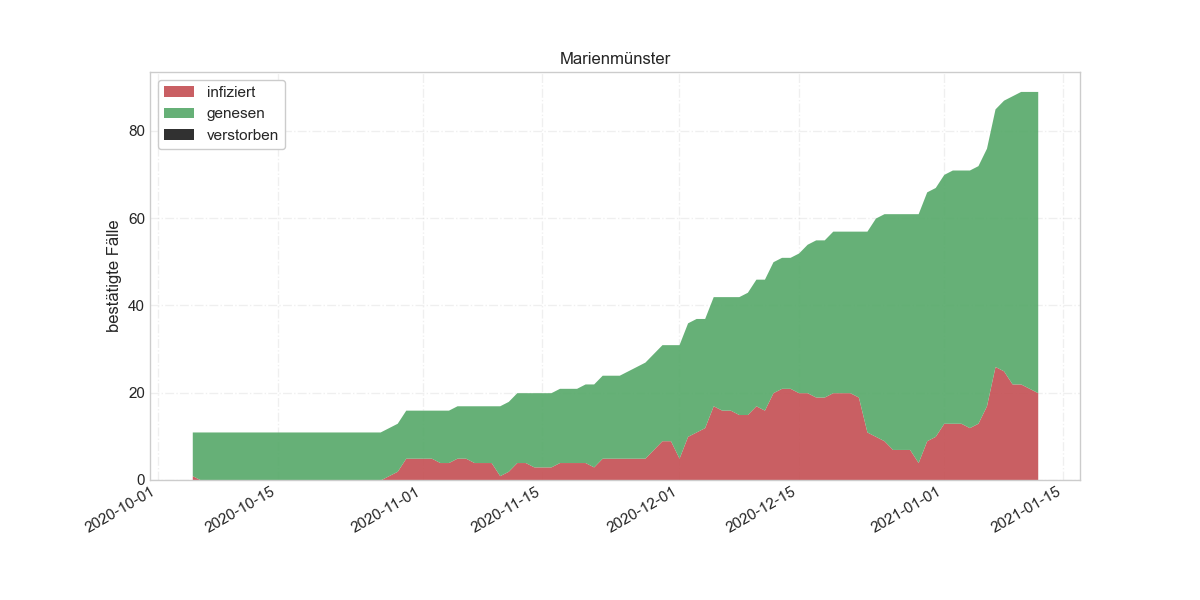 Marienmünster
infiziert
genesen
verstorben
bestätigte Fälle
80
60
40
20
0
2020-10-01
2020-10-15
2020-11-01
2020-11-15
2020-12-01
2020-12-15
2021-01-01
2021-01-15